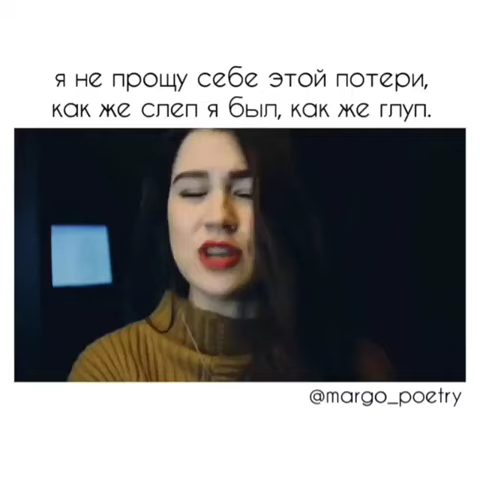 я не прощу себе этой потери,
как же слеп я был, как же глуп.
@margo_poetry